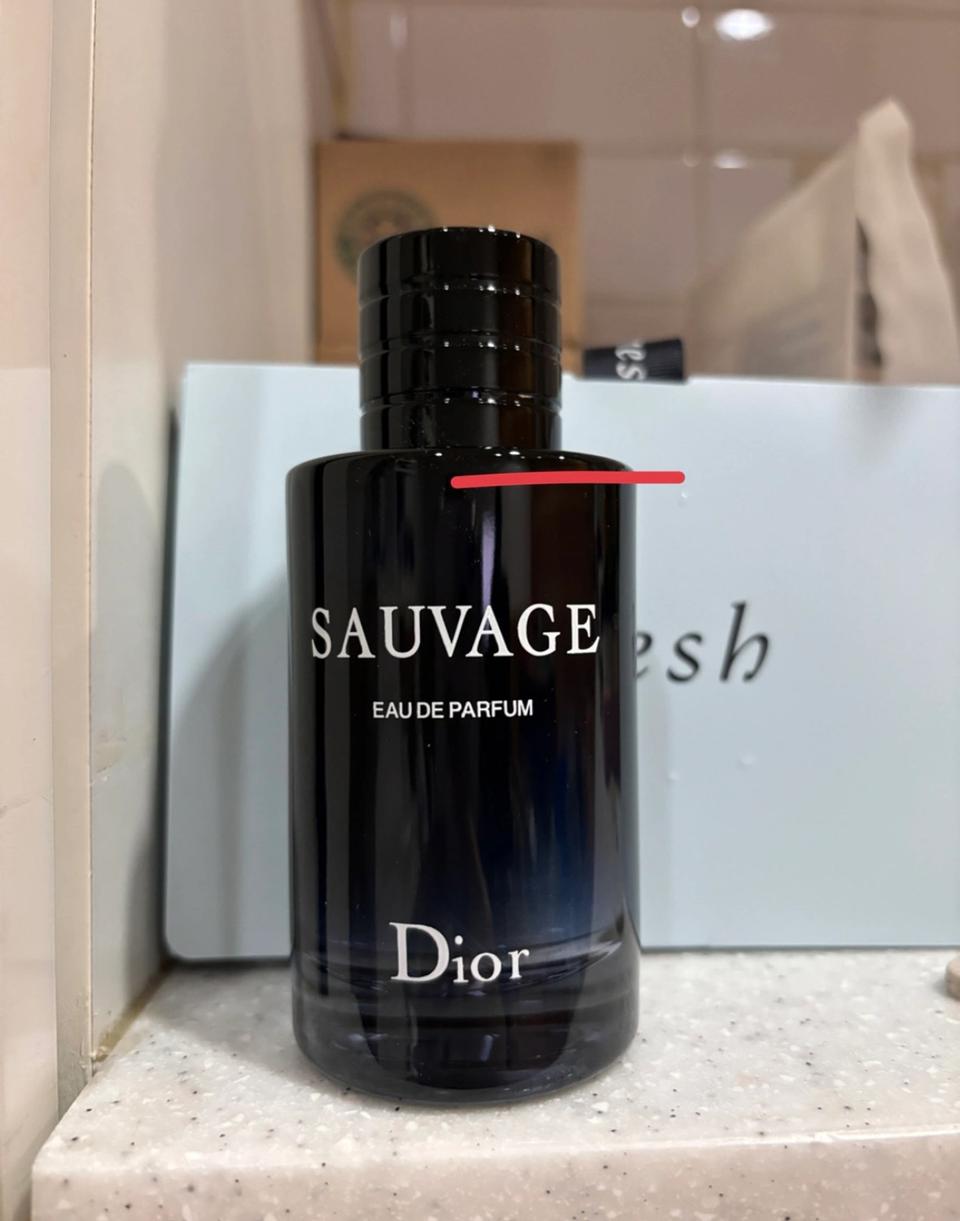 SAUVAGE
EAU DE PARFUM
Dior
esh